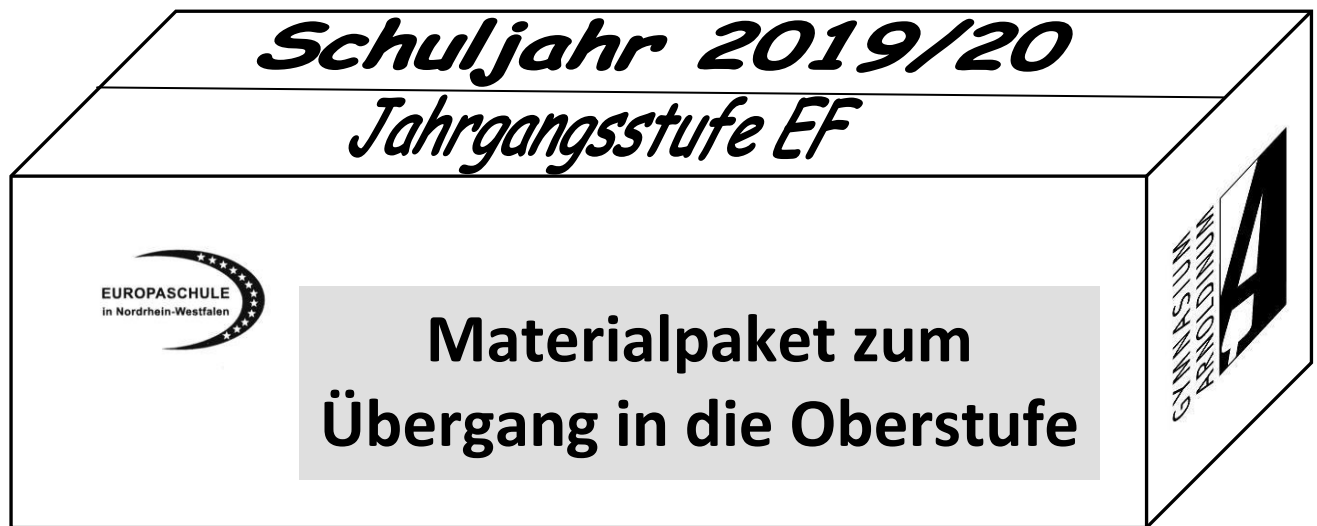 Schuljahr 2019/20
Jahrgangsstufe EF
EUROPASCHULE
in Nordrhein-Westfalen
Materialpaket zum
Übergang in die Oberstufe
GYMNASIUM
ARNOLDINUM